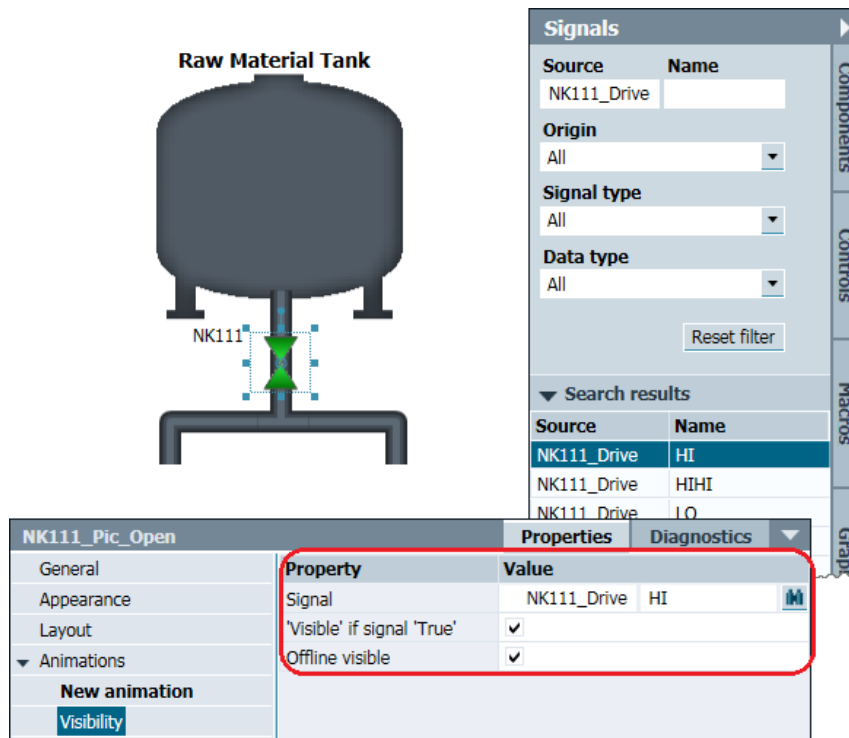 Raw Material Tank
NK111
Signals
Source Name
NK111_Drive
Origin
All
Signal type
All
Data type
All
Reset filter
Search results
Source Name
NK111_Drive HI
NK111_Drive HIHI
NK111_Drive LO
Components
Controls
Macros
NK111_Pic_Open
Properties Diagnostics
General
Appearance
Layout
Animations
New animation
Visibility
Property Value
Signal NK111_Drive HI
'Visible' if signal 'True'
Offline visible